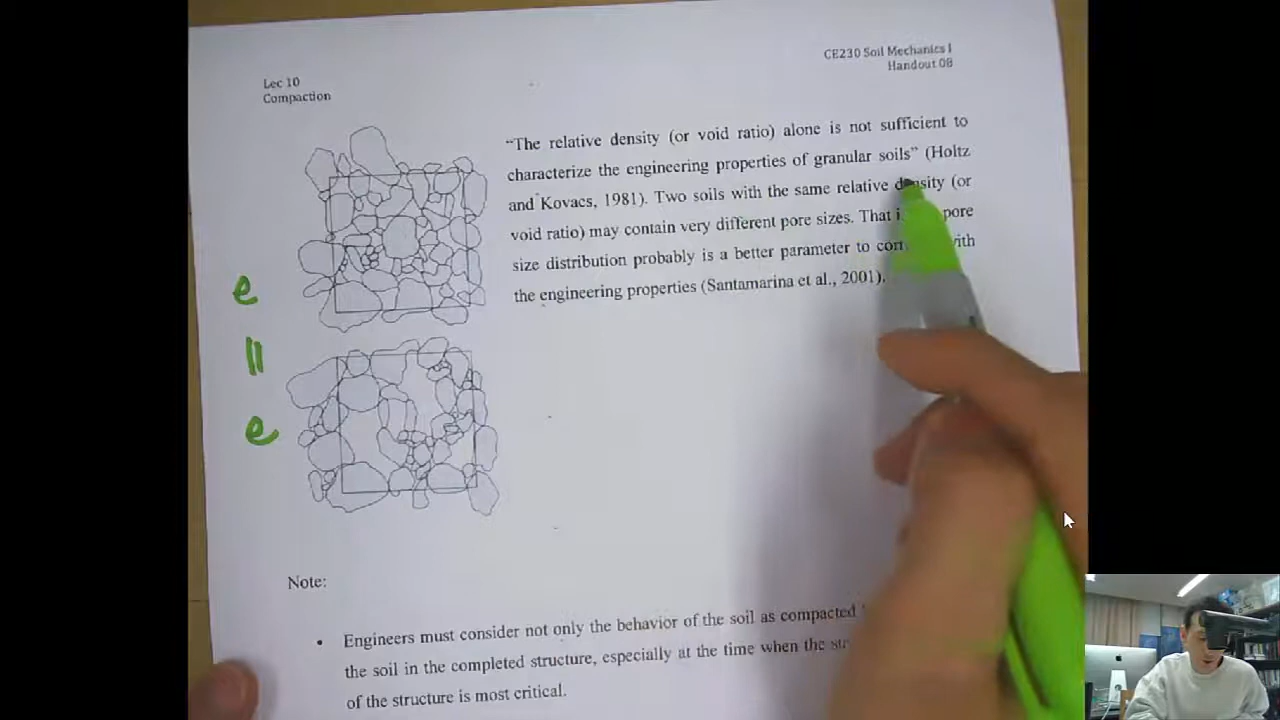 Lec 10
Compaction
CE230 Soil Mechanics I
Handout 08
"The relative density (or void ratio) alone is not sufficient to
characterize the engineering properties of granular soils" (Holtz
and Kovacs, 1981). Two soils with the same relative density (or
void ratio) may contain very different pore sizes. That pore
size distribution probably is a better parameter to with
the engineering properties (Santamarina et al., 2001).
e
||
e
Note:
• Engineers must consider not only the behavior of the soil as compacted
the soil in the completed structure, especially at the time when the
of the structure is most critical.